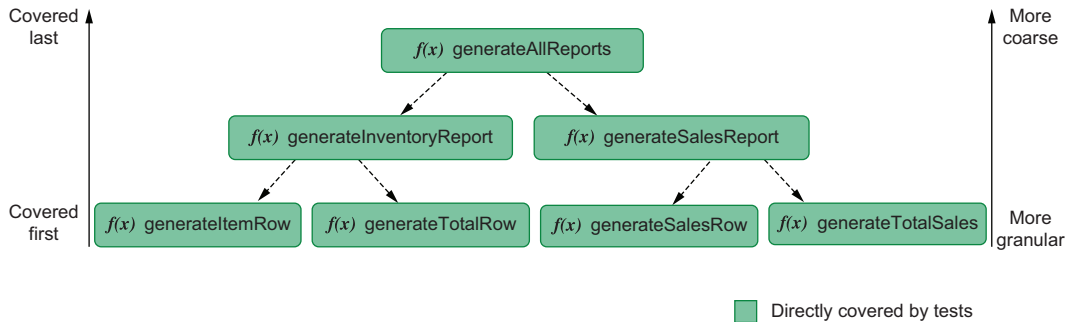 Covered
last
More
coarse
f(x) generateAllReports
f(x) generateInventoryReport
f(x) generateSalesReport
Covered
first
f(x) generateItemRow
f(x) generateTotalRow
f(x) generateSalesRow
f(x) generateTotalSales
More
granular
Directly covered by tests